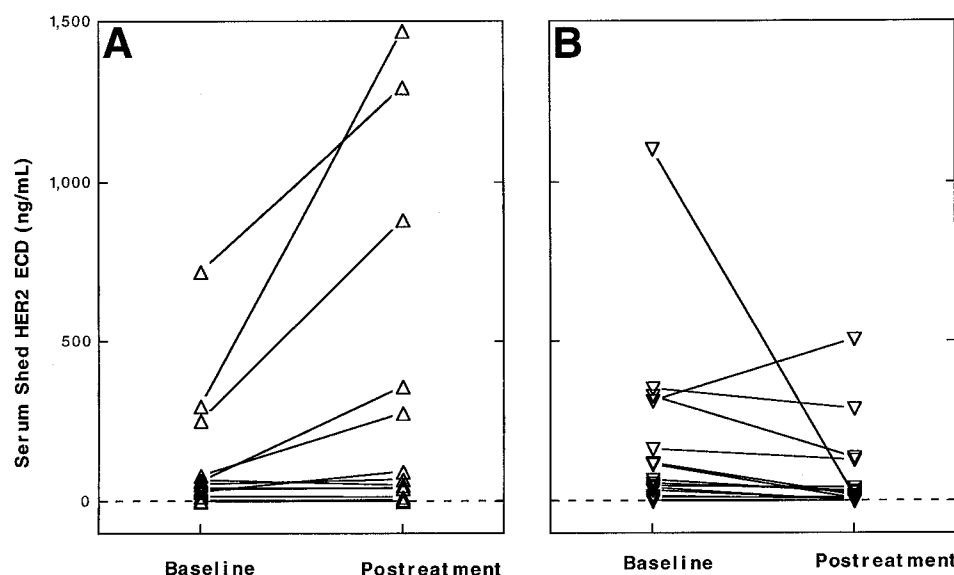 A
B
1,500
1,000
500
0
Serum Shed HER2 ECD (ng/mL)
Baseline Postreatment Baseline Postreatment